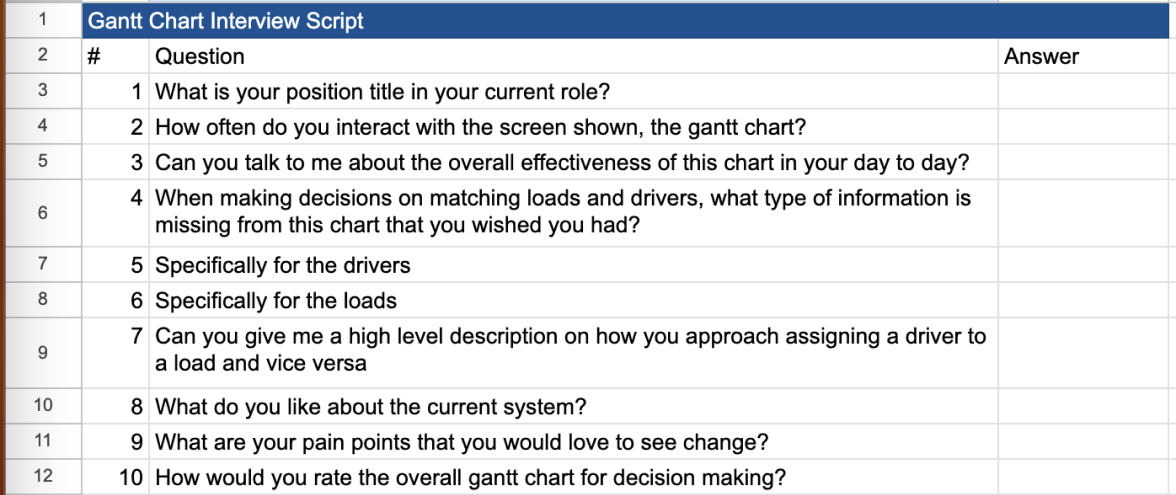 1 Gantt Chart Interview Script
2 # Question Answer
3 1 What is your position title in your current role?
4 2 How often do you interact with the screen shown, the gantt chart?
5 3 Can you talk to me about the overall effectiveness of this chart in your day to day?
6 4 When making decisions on matching loads and drivers, what type of information is
missing from this chart that you wished you had?
7 5 Specifically for the drivers
8 6 Specifically for the loads
9 7 Can you give me a high level description on how you approach assigning a driver to
a load and vice versa
10 8 What do you like about the current system?
11 9 What are your pain points that you would love to see change?
12 10 How would you rate the overall gantt chart for decision making?